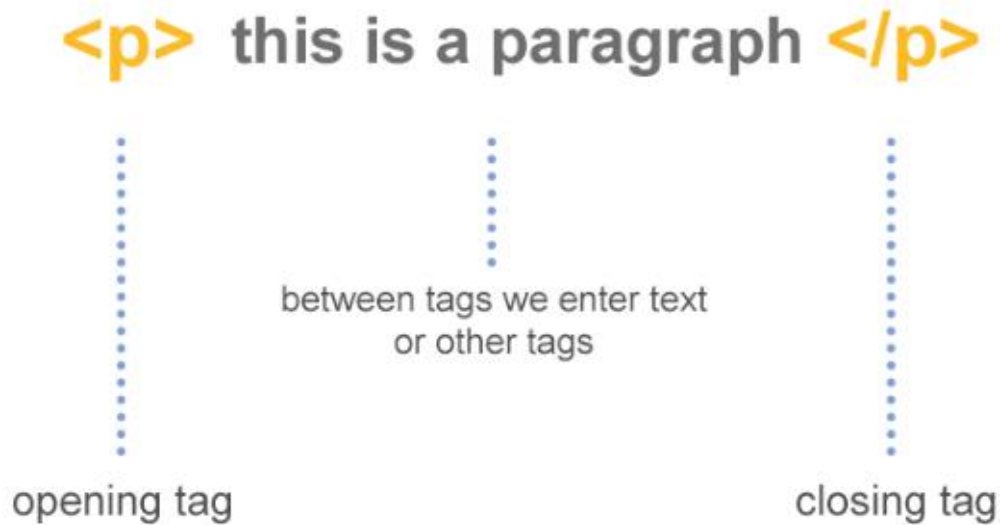 <p> this is a paragraph </p>
between tags we enter text
or other tags
opening tag
closing tag